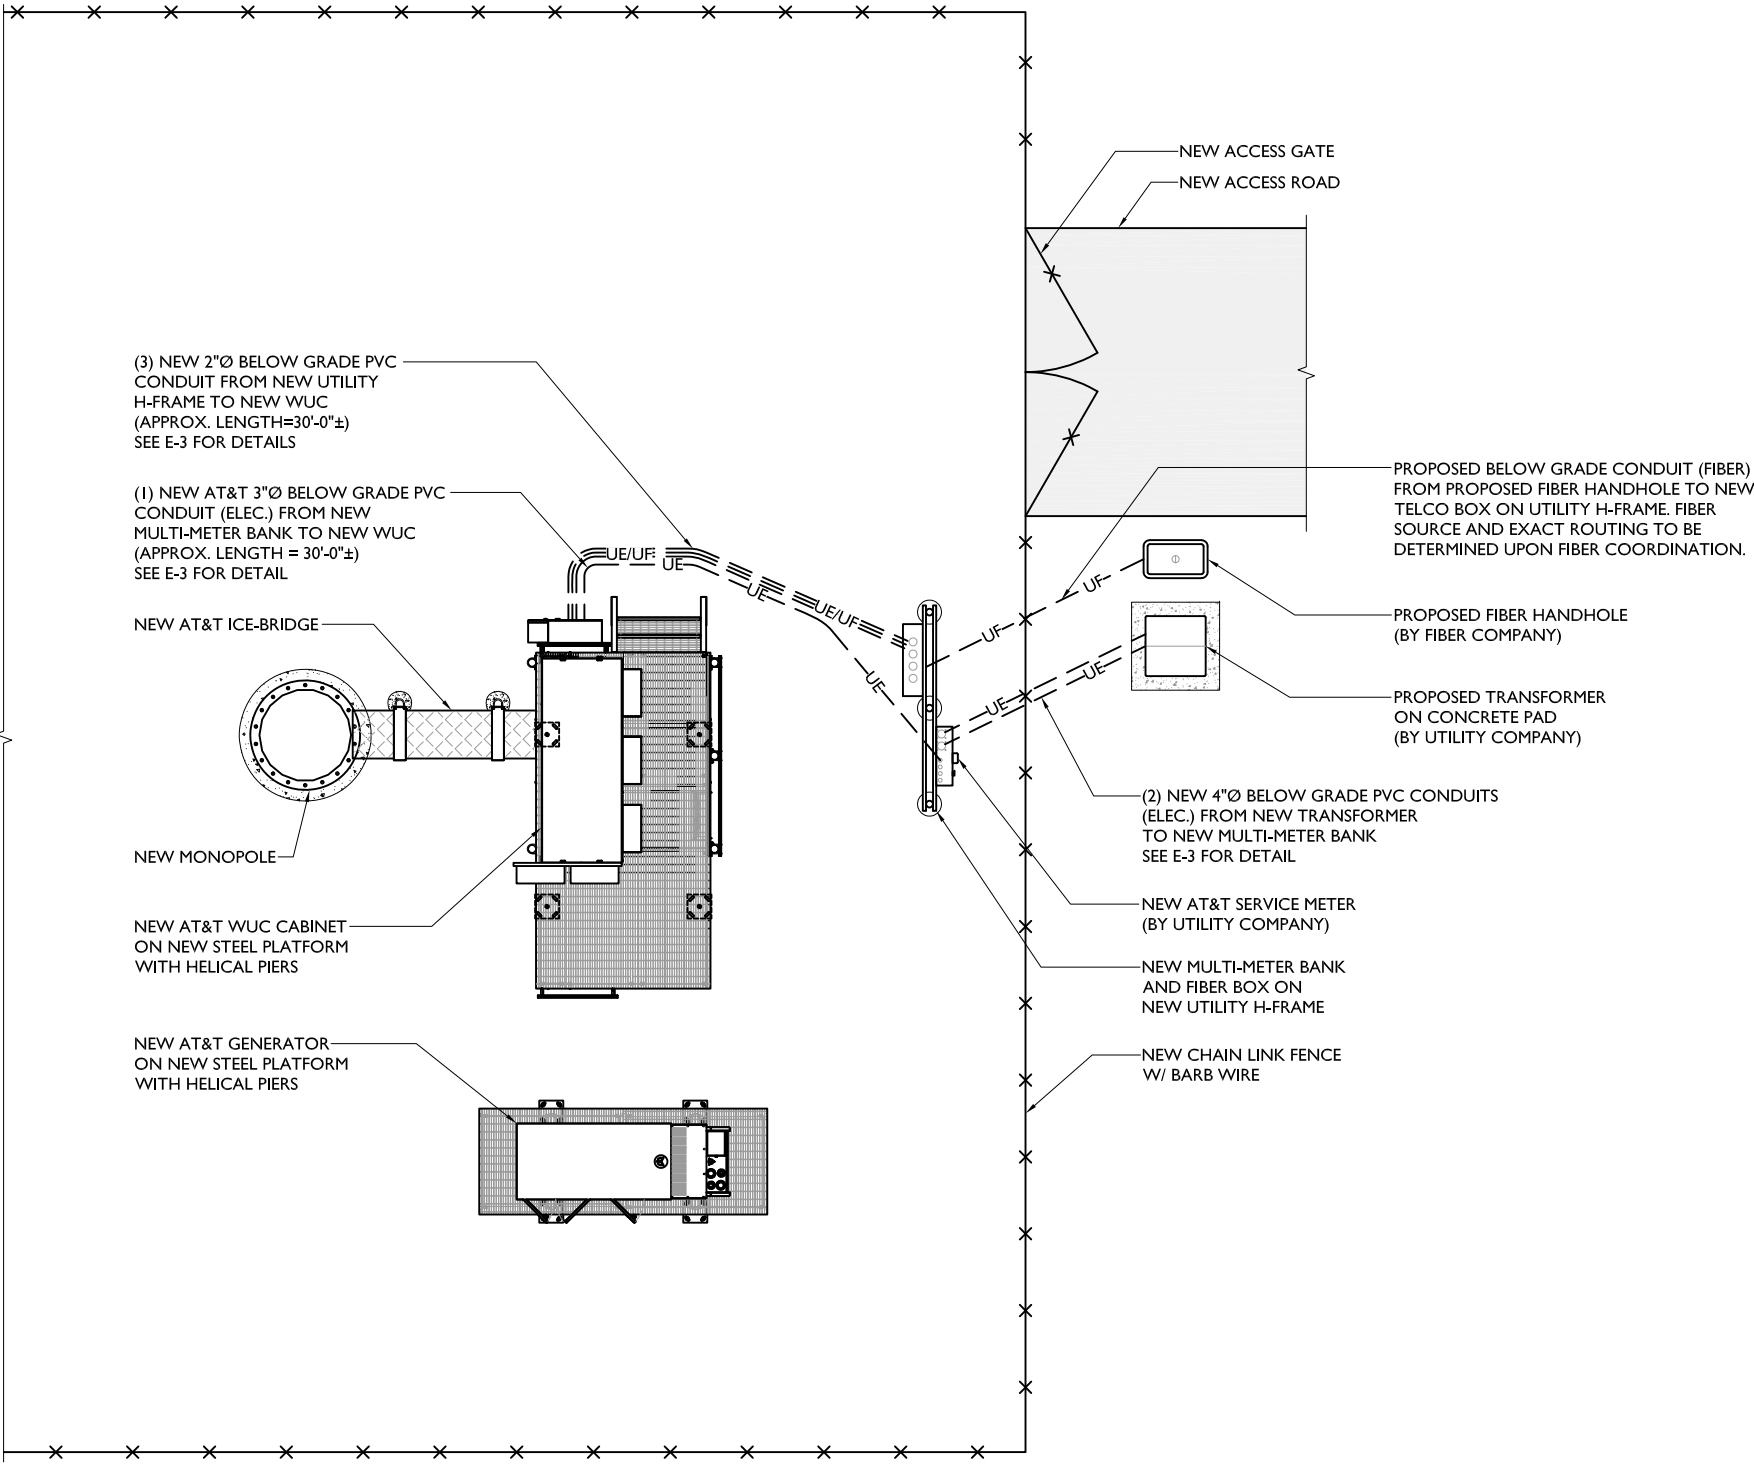 NEW ACCESS GATE
NEW ACCESS ROAD
(3) NEW 2"Ø BELOW GRADE PVC
CONDUIT FROM NEW UTILITY
H-FRAME TO NEW WUC
(APPROX. LENGTH=30'-0"±)
SEE E-3 FOR DETAILS
(1) NEW AT&T 3"Ø BELOW GRADE PVC
CONDUIT (ELEC.) FROM NEW
MULTI-METER BANK TO NEW WUC
(APPROX. LENGTH = 30'-0"±)
SEE E-3 FOR DETAIL
NEW AT&T ICE-BRIDGE
NEW MONOPOLE
NEW AT&T WUC CABINET
ON NEW STEEL PLATFORM
WITH HELICAL PIERS
NEW AT&T GENERATOR
ON NEW STEEL PLATFORM
WITH HELICAL PIERS
UE/UF
UE
UE
UE/UF
UE
UF
UF
UE
UE
PROPOSED BELOW GRADE CONDUIT (FIBER)
FROM PROPOSED FIBER HANDHOLE TO NEW
TELCO BOX ON UTILITY H-FRAME. FIBER
SOURCE AND EXACT ROUTING TO BE
DETERMINED UPON FIBER COORDINATION.
PROPOSED FIBER HANDHOLE
(BY FIBER COMPANY)
PROPOSED TRANSFORMER
ON CONCRETE PAD
(BY UTILITY COMPANY)
(2) NEW 4"Ø BELOW GRADE PVC CONDUITS
(ELEC.) FROM NEW TRANSFORMER
TO NEW MULTI-METER BANK
SEE E-3 FOR DETAIL
NEW AT&T SERVICE METER
(BY UTILITY COMPANY)
NEW MULTI-METER BANK
AND FIBER BOX ON
NEW UTILITY H-FRAME
NEW CHAIN LINK FENCE
W/ BARB WIRE